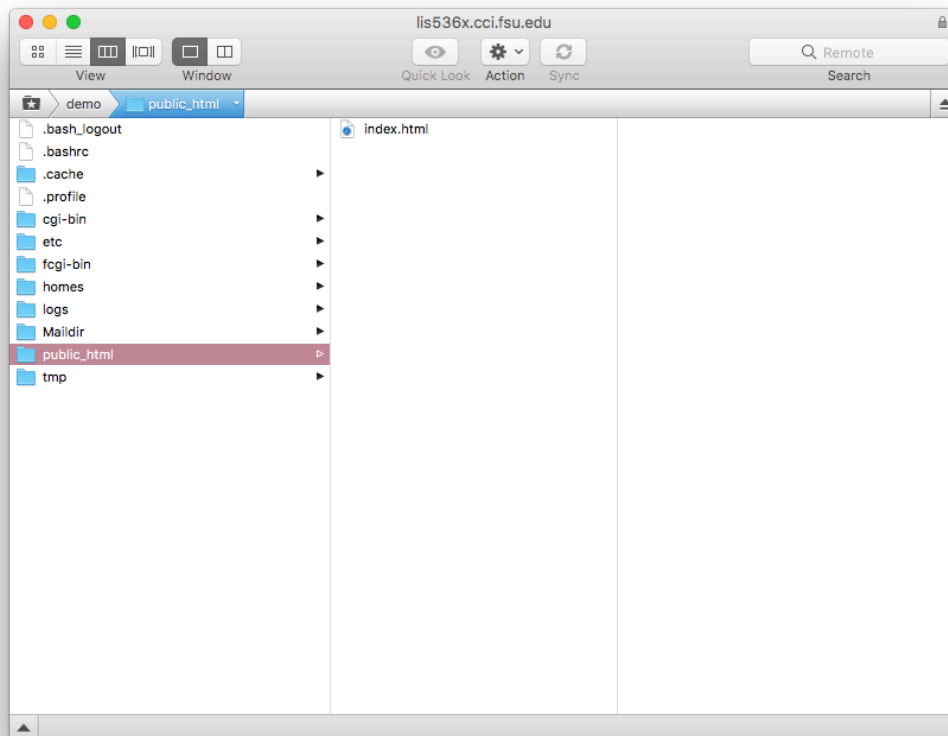 lis536x.cci.fsu.edu
View
Window
Quick Look
Action
Sync
Remote
Search
demo
public_html
.bash_logout
.bashrc
.cache
.profile
cgi-bin
etc
fcgi-bin
homes
logs
Maildir
public_html
tmp
index.html